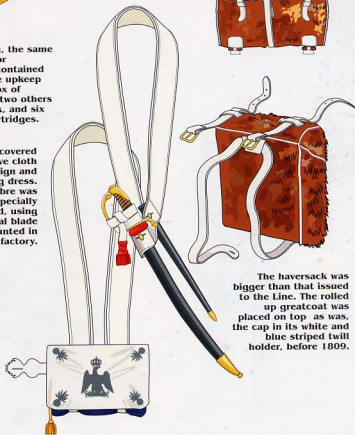 , the same
or
contained
e upkeep
ox of
two others
x, and six
rtridges.
covered
ve cloth
ign and
g dress.
bre was
pecially
d, using
al blade
unted in
factory.
The haversack was
bigger than that issued
to the Line. The rolled
up greatcoat was
placed on top as was,
the cap in its white and
blue striped twill
holder, before 1809.